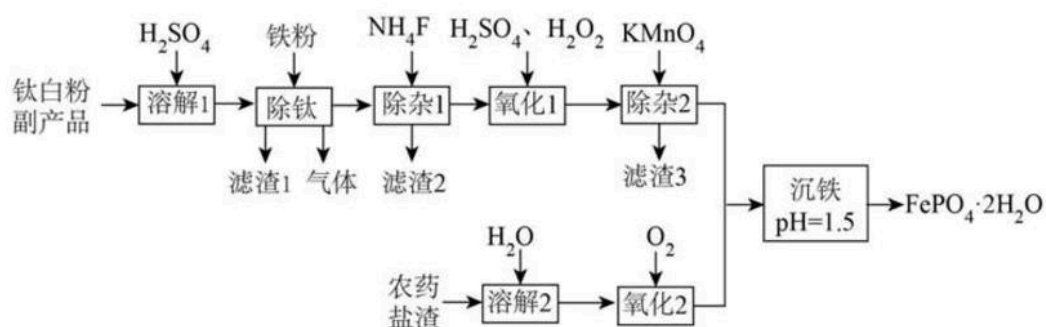 H₂SO₄ 铁粉 NH₄F H₂SO₄、H₂O₂ KMnO₄
钛白粉
副产品
溶解1 除钛 除杂1 氧化1 除杂2
滤渣1 气体 滤渣2 滤渣3
沉铁
pH=1.5
FePO₄·2H₂O
H₂O O₂
农药
盐渣
溶解2 氧化2